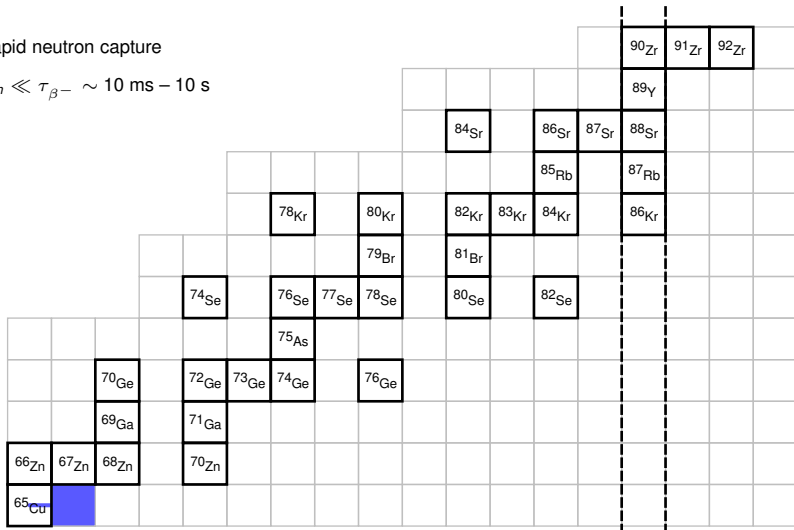 neutron capture
≪ τβ− ∼ 10 ms – 10 s
90Zr 91Zr 92Zr
89Y
84Sr 86Sr 87Sr 88Sr
85Rb 87Rb
78Kr 80Kr 82Kr 83Kr 84Kr 86Kr
79Br 81Br
74Se 76Se 77Se 78Se 80Se 82Se
75As
70Ge 72Ge 73Ge 74Ge 76Ge
69Ga 71Ga
66Zn 67Zn 68Zn 70Zn
65Cu